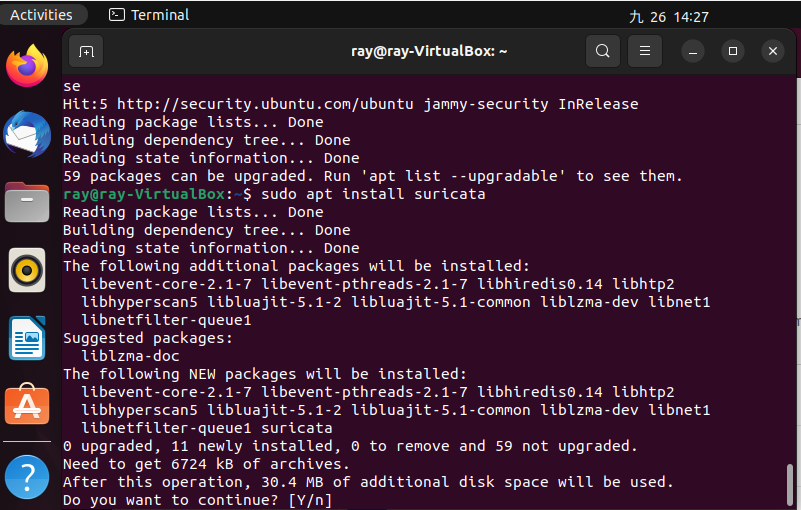 Activities
Terminal
九 26 14:27
ray@ray-VirtualBox: ~
se
Hit:5 http://security.ubuntu.com/ubuntu jammy-security InRelease
Reading package lists... Done
Building dependency tree... Done
Reading state information... Done
59 packages can be upgraded. Run 'apt list --upgradable' to see them.
ray@ray-VirtualBox:~$ sudo apt install suricata
Reading package lists... Done
Building dependency tree... Done
Reading state information... Done
The following additional packages will be installed:
  libevent-core-2.1-7 libevent-pthreads-2.1-7 libhiredis0.14 libhtp2
  libhyperscan5 libluajit-5.1-2 libluajit-5.1-common liblzma-dev libnet1
  libnetfilter-queue1
Suggested packages:
  liblzma-doc
The following NEW packages will be installed:
  libevent-core-2.1-7 libevent-pthreads-2.1-7 libhiredis0.14 libhtp2
  libhyperscan5 libluajit-5.1-2 libluajit-5.1-common liblzma-dev libnet1
  libnetfilter-queue1 suricata
0 upgraded, 11 newly installed, 0 to remove and 59 not upgraded.
Need to get 6724 kB of archives.
After this operation, 30.4 MB of additional disk space will be used.
Do you want to continue? [Y/n]